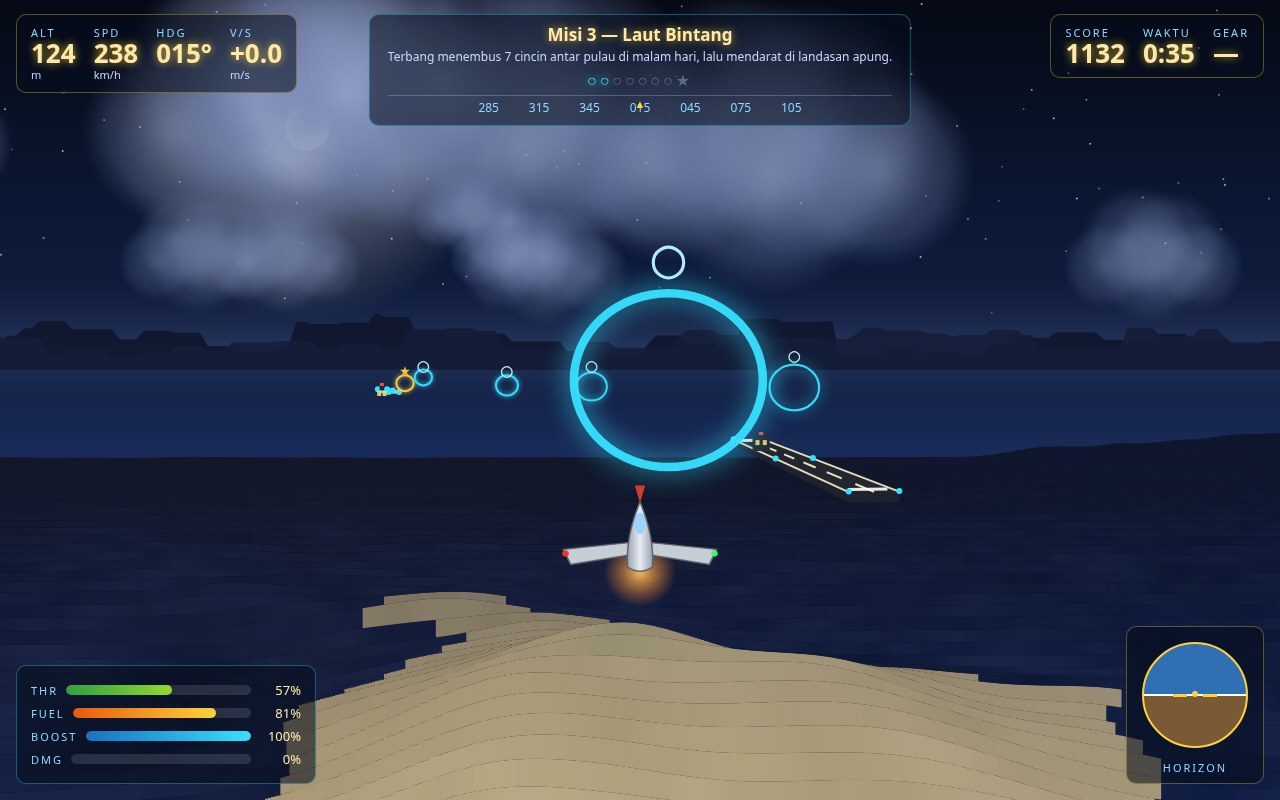 ALT SPD HDG V/S
124 238 015° +0.0
m km/h m/s
Misi 3 — Laut Bintang
Terbang menembus 7 cincin antar pulau di malam hari, lalu mendarat di landasan apung.
285 315 345 015 045 075 105
SCORE WAKTU GEAR
1132 0:35 —
THR 57%
FUEL 81%
BOOST 100%
DMG 0%
HORIZON